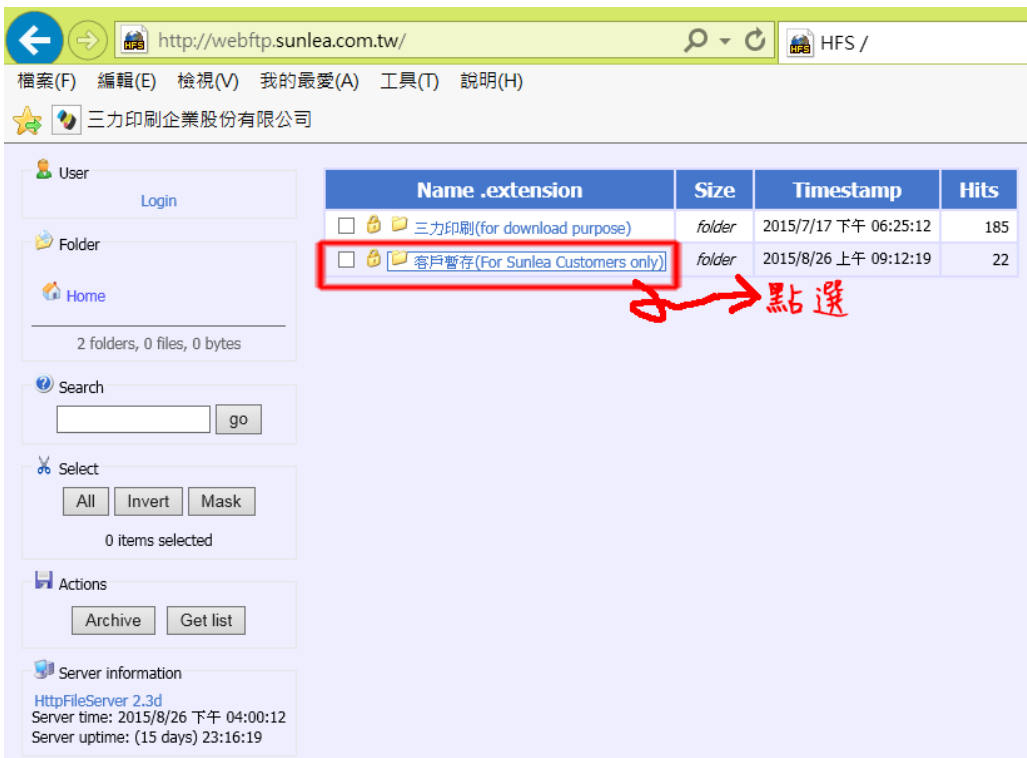 http://webftp.sunlea.com.tw/
HFS /
檔案(F) 編輯(E) 檢視(V) 我的最愛(A) 工具(T) 說明(H)
三力印刷企業股份有限公司
User
Login
Folder
Home
2 folders, 0 files, 0 bytes
Search
go
Select
All Invert Mask
0 items selected
Actions
Archive Get list
Server information
HttpFileServer 2.3d
Server time: 2015/8/26 下午 04:00:12
Server uptime: (15 days) 23:16:19
Name .extension Size Timestamp Hits
三力印刷(for download purpose) folder 2015/7/17 下午 06:25:12 185
客戶暫存(For Sunlea Customers only) folder 2015/8/26 上午 09:12:19 22
點選